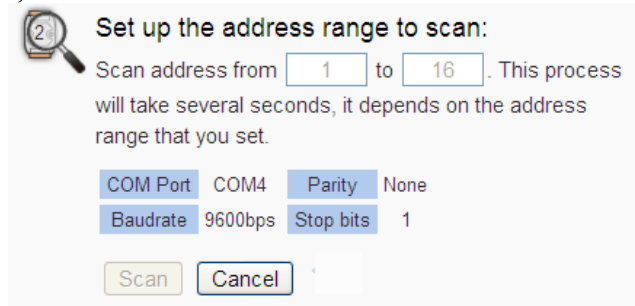 2
Set up the address range to scan:
Scan address from 1 to 16 . This process
will take several seconds, it depends on the address
range that you set.
COM Port COM4 Parity None
Baudrate 9600bps Stop bits 1
Scan Cancel